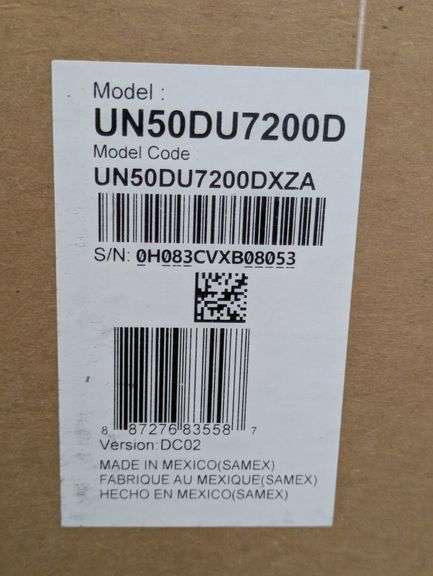 Model :
UN50DU7200D
Model Code
UN50DU7200DXZA
S/N: 0H083CVXB08053
8 87276 83558 7
Version:DC02
MADE IN MEXICO(SAMEX)
FABRIQUE AU MEXIQUE(SAMEX)
HECHO EN MEXICO(SAMEX)